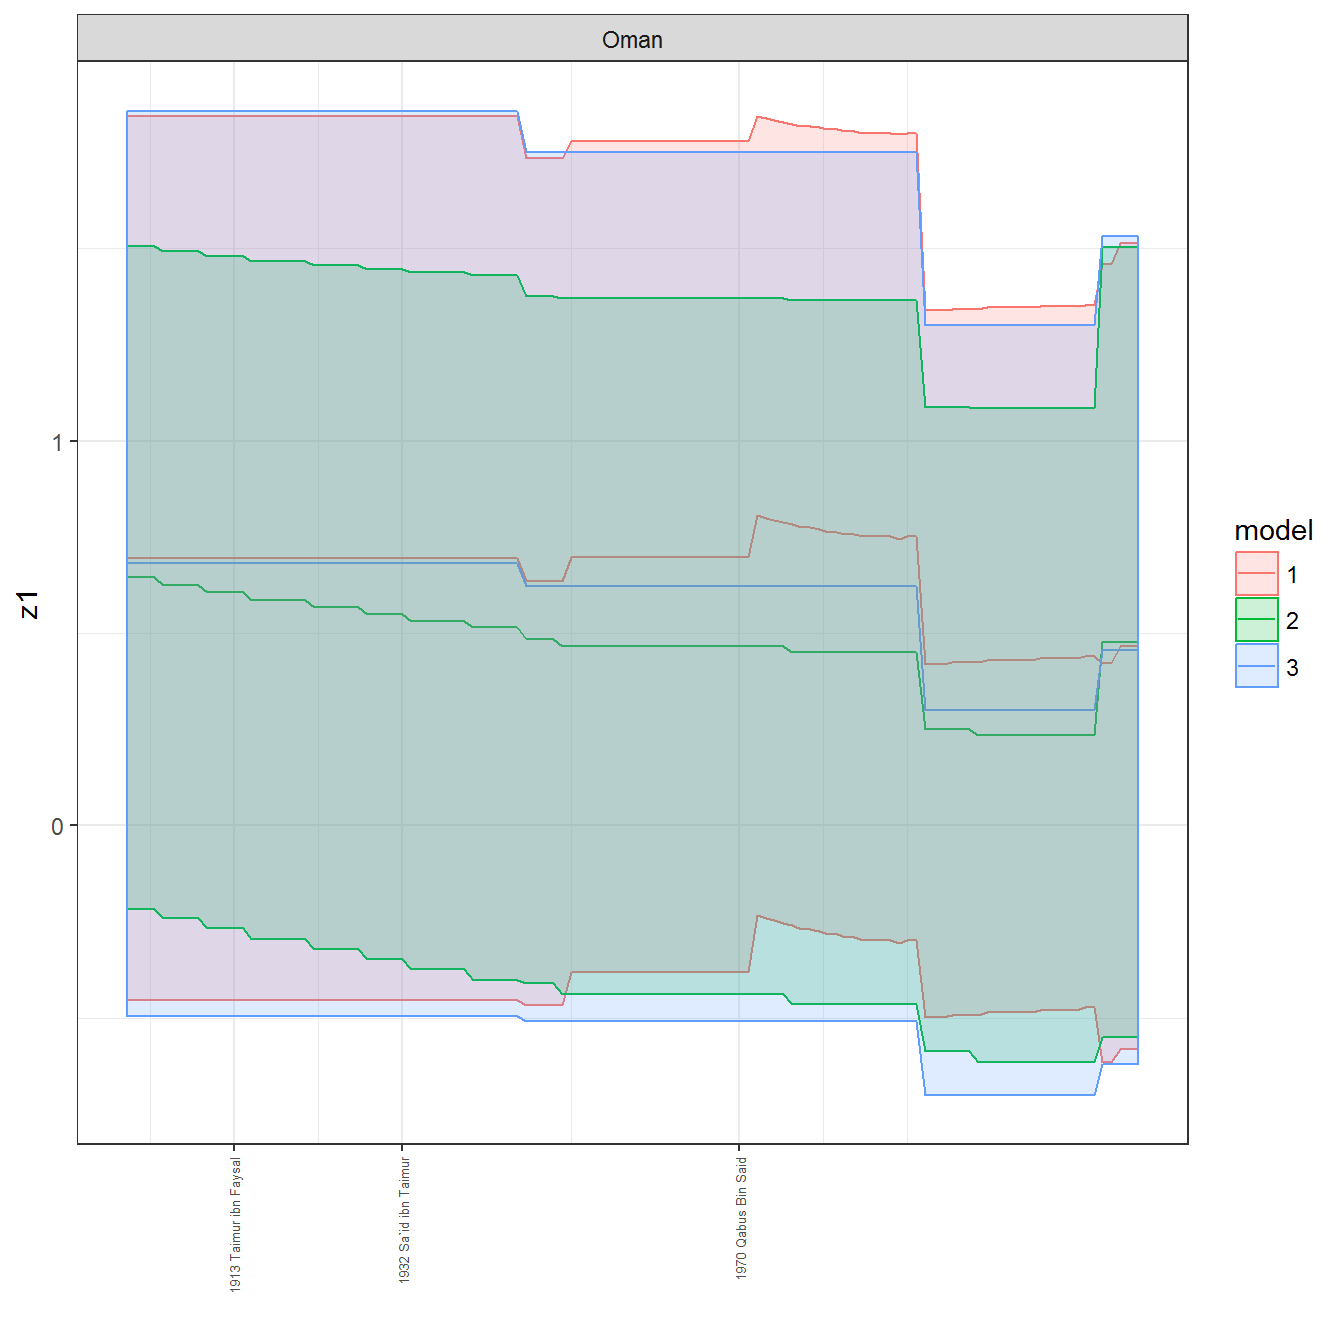 Oman
1
0
z1
model
1
2
3
1913 Taimur ibn Faysal
1932 Sa`id ibn Taimur
1970 Qabus Bin Said